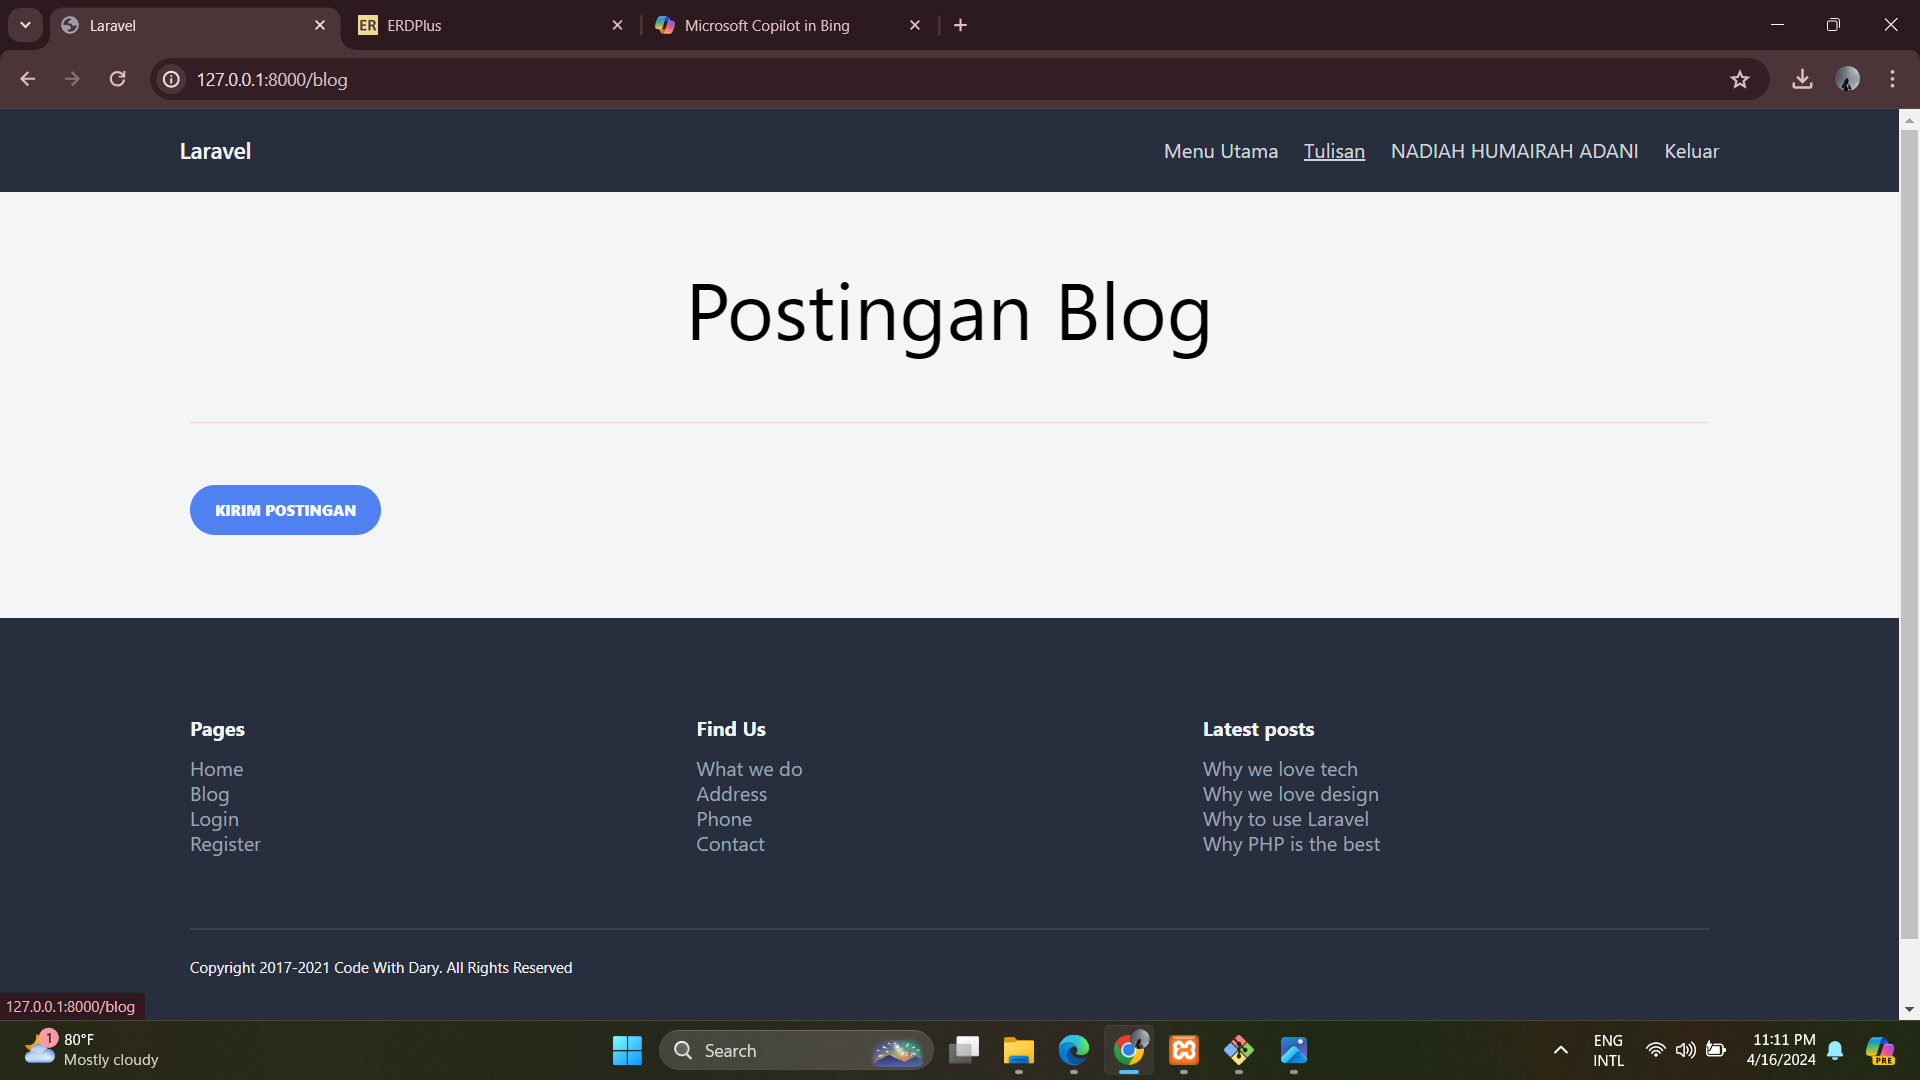 Laravel
ER ERDPlus
Microsoft Copilot in Bing
127.0.0.1:8000/blog
Laravel
Menu Utama Tulisan NADIAH HUMAIRAH ADANI Keluar
Postingan Blog
KIRIM POSTINGAN
Pages
Home
Blog
Login
Register
Find Us
What we do
Address
Phone
Contact
Latest posts
Why we love tech
Why we love design
Why to use Laravel
Why PHP is the best
Copyright 2017-2021 Code With Dary. All Rights Reserved
127.0.0.1:8000/blog
1
80°F
Mostly cloudy
Search
ENG
INTL
11:11 PM
4/16/2024
PRE